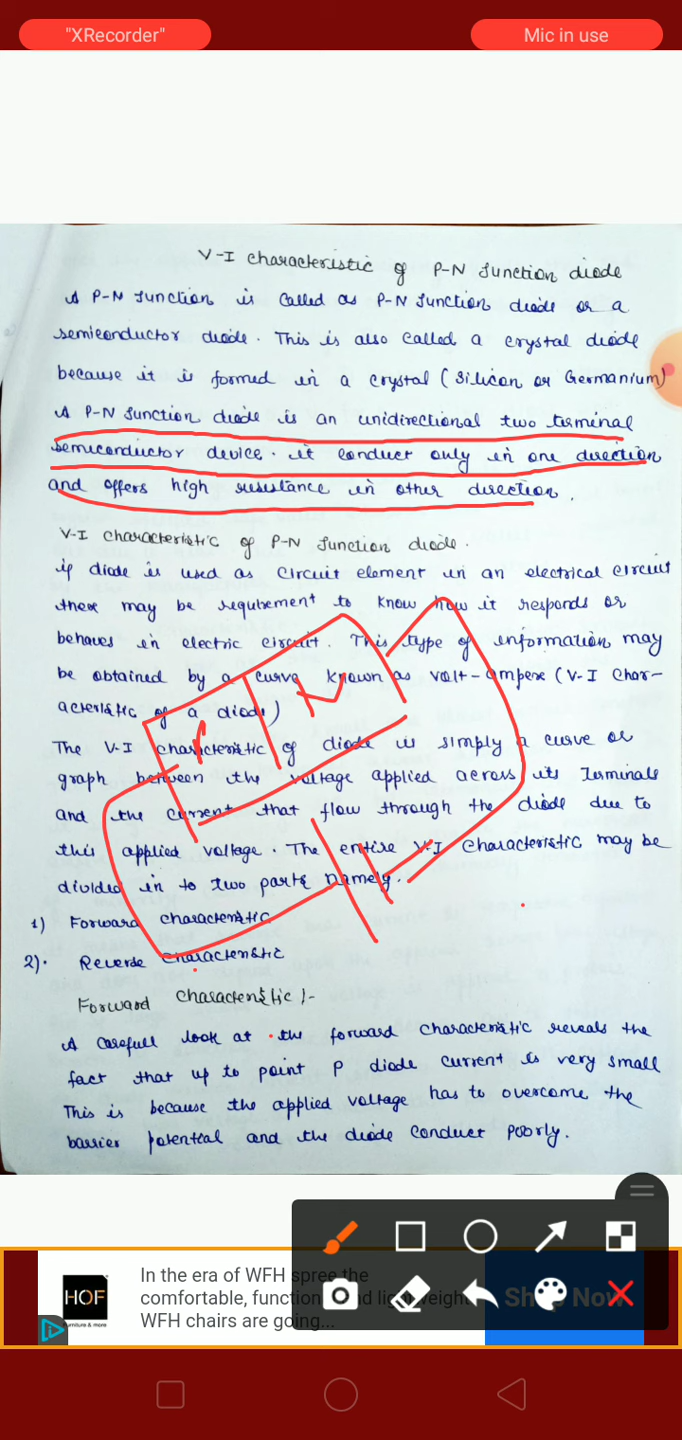 "XRecorder"
Mic in use
V-I characteristic of P-N Junction diode
A P-N Junction is called as P-N Junction diode or a
semiconductor diode. This is also called a crystal diode
because it is formed in a crystal (Silicon or Germanium)
A P-N Junction diode is an unidirectional two terminal
semiconductor device. it conduct only in one direction
and offers high resistance in other direction.
V-I characteristic of P-N Junction diode.
if diode is used as circuit element in an electrical circuit
there may be requirement to know how it responds or
behaves in electric circuit. This type of information may
be obtained by a curve known as volt-ampere (V-I char-
acteristic of a diode)
The V-I characteristic of diode is simply a curve or
graph between the voltage applied across its Terminals
and the current that flow through the diode due to
this applied voltage. The entire V-I characteristic may be
divided in to two parts namely.
1) Forward characteristic
2). Reverse characteristic
Forward characteristic :-
A carefull look at the forward characteristic reveals the
fact that up to point P diode current is very small
This is because the applied voltage has to overcome the
barrier potential and the diode conduct poorly.
In the era of WFH spree the
HOF comfortable, function
WFH chairs are going...
Shop Now